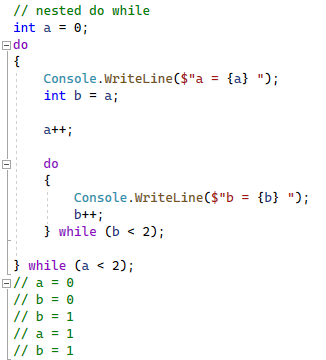 // nested do while
int a = 0;
do
{
    Console.WriteLine($"a = {a} ");
    int b = a;

    a++;

    do
    {
        Console.WriteLine($"b = {b} ");
        b++;
    } while (b < 2);

} while (a < 2);
// a = 0
// b = 0
// b = 1
// a = 1
// b = 1